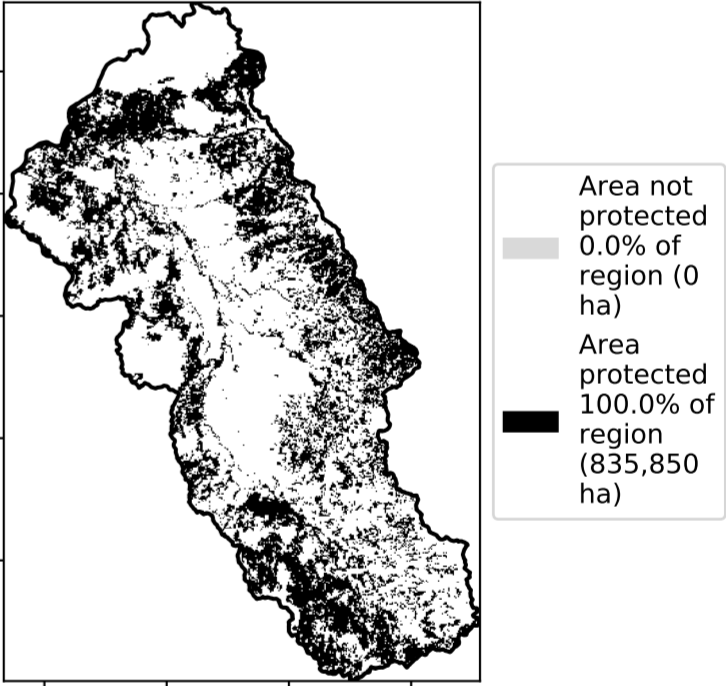 Area not
protected
0.0% of
region (0
ha)
Area
protected
100.0% of
region
(835,850
ha)